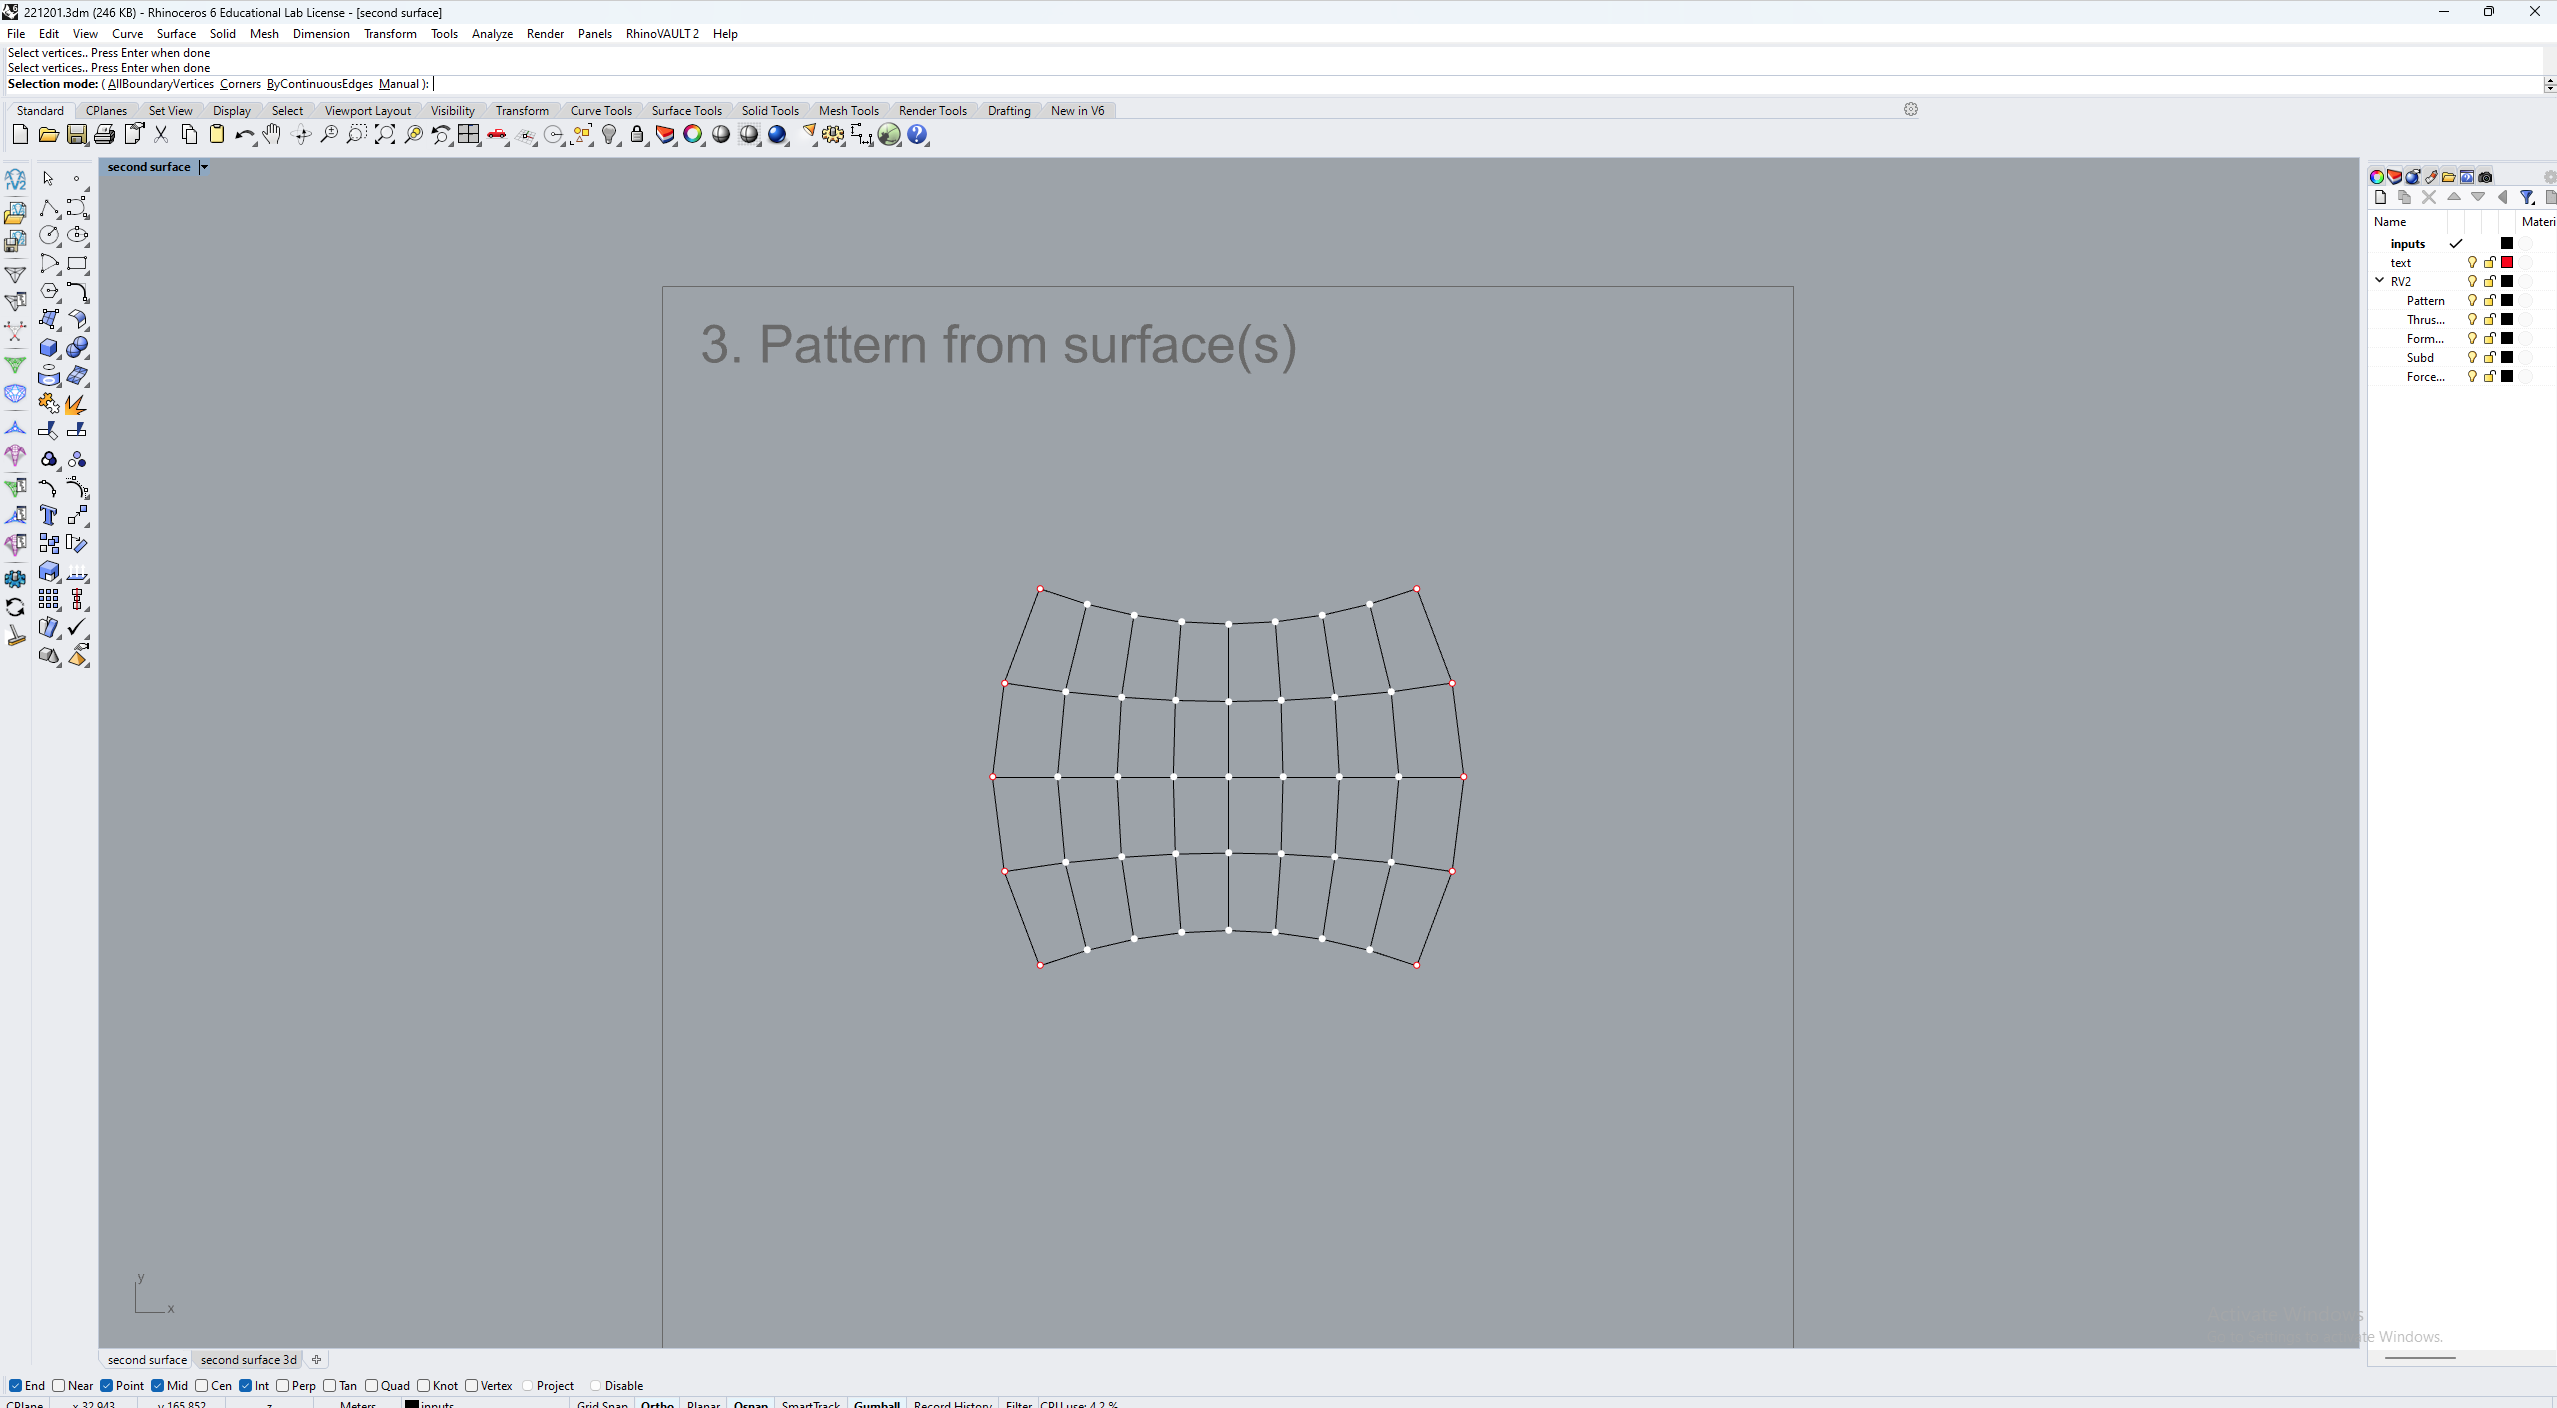 221201.3dm (246 KB) - Rhinoceros 6 Educational Lab License - [second surface]
File Edit View Curve Surface Solid Mesh Dimension Transform Tools Analyze Render Panels RhinoVAULT 2 Help
Select vertices.. Press Enter when done
Select vertices.. Press Enter when done
Selection mode: ( AllBoundaryVertices Corners ByContinuousEdges Manual ):
Standard CPlanes Set View Display Select Viewport Layout Visibility Transform Curve Tools Surface Tools Solid Tools Mesh Tools Render Tools Drafting New in V6
second surface
Name Materi
inputs
text
RV2
Pattern
Thrus...
Form...
Subd
Force...
3. Pattern from surface(s)
y
x
Activate Windows
te Windows.
second surface second surface 3d
End Near Point Mid Cen Int Perp Tan Quad Knot Vertex Project Disable
CPlane x 32.943 y 165.852 z Meters inputs Grid Snap Ortho Planar Osnap SmartTrack Gumball Record History Filter CPU use: 4.2 %